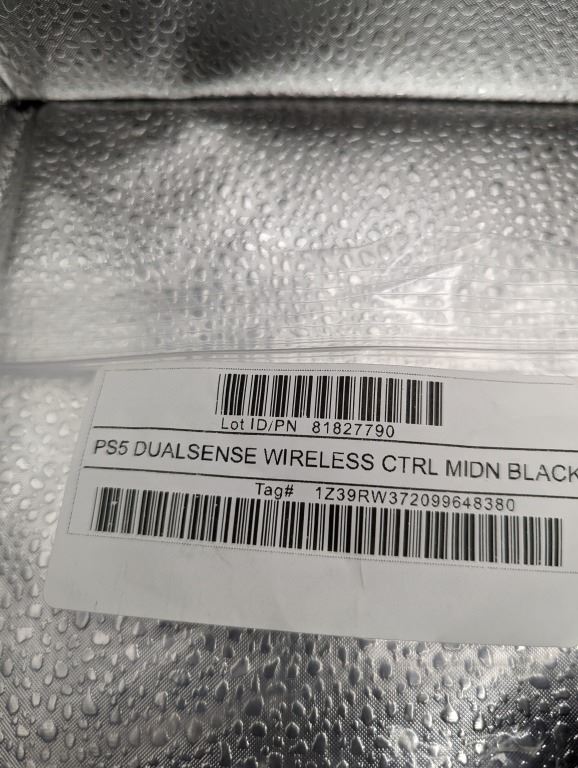 Lot ID/PN 81827790
PS5 DUALSENSE WIRELESS CTRL MIDN BLACK
Tag# 1Z39RW372099648380